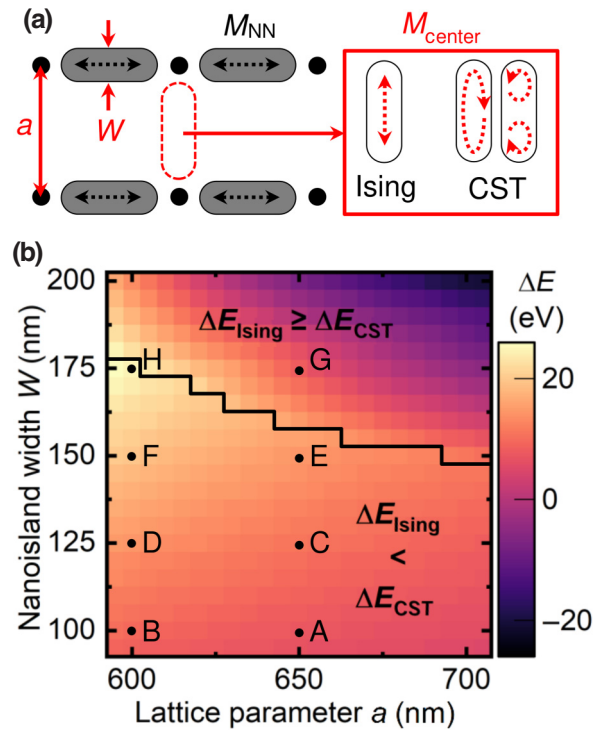 (a)
M_NN
M_center
a
W
Ising
CST
(b)
ΔE
(eV)
200
175
150
125
100
Nanoisland width W (nm)
ΔE_Ising ≥ ΔE_CST
H
G
F
E
ΔE_Ising
<
ΔE_CST
D
C
B
A
20
0
–20
600
650
700
Lattice parameter a (nm)